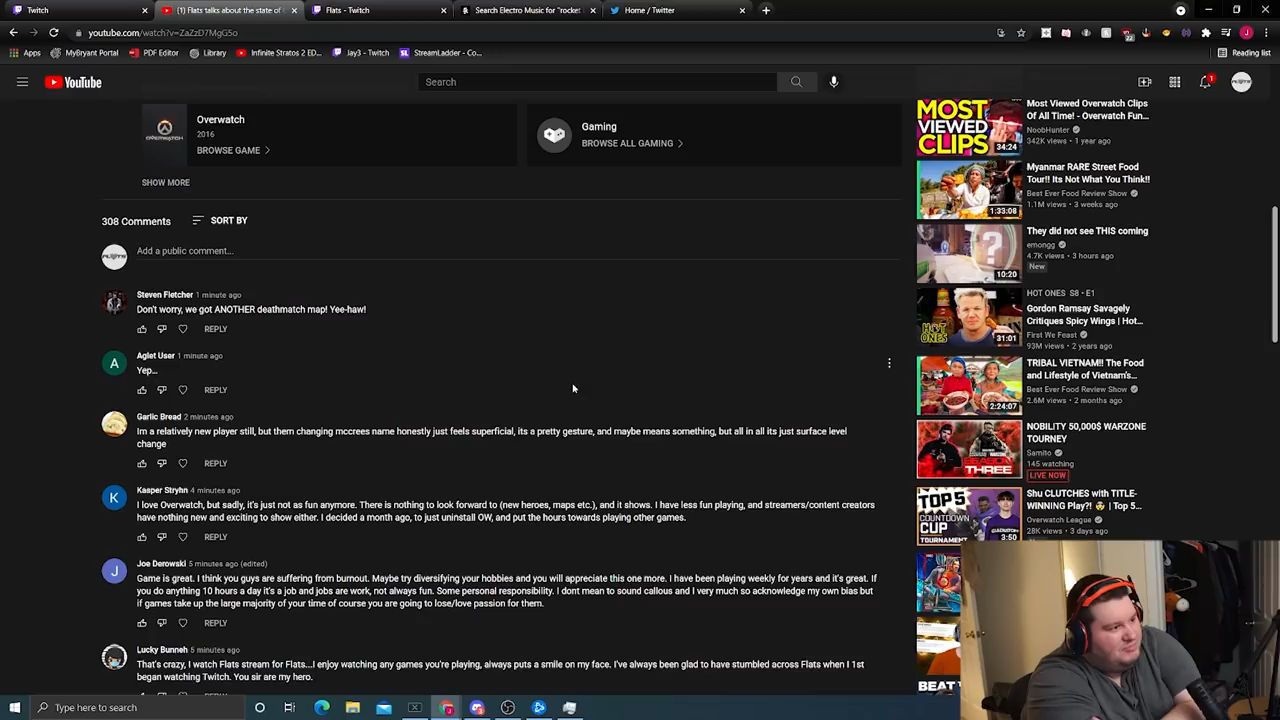 Twitch
(1) Flats talks about the state of
Flats - Twitch
Search Electro Music for "rocket
Home / Twitter
youtube.com/watch?v=ZaZzD7MgG5o
Apps
MyBryant Portal
PDF Editor
Library
Infinite Stratos 2 ED...
Jay3 - Twitch
StreamLadder - Co...
Reading list
YouTube
Search
Overwatch
2016
BROWSE GAME
Gaming
BROWSE ALL GAMING
SHOW MORE
308 Comments
SORT BY
Add a public comment...
Steven Fletcher 1 minute ago
Don't worry, we got ANOTHER deathmatch map! Yee-haw!
REPLY
A
Aglet User 1 minute ago
Yep...
REPLY
Garlic Bread 2 minutes ago
Im a relatively new player still, but them changing mccrees name honestly just feels superficial, its a pretty gesture, and maybe means something, but all in all its just surface level
change
REPLY
K
Kasper Stryhn 4 minutes ago
I love Overwatch, but sadly, it's just not as fun anymore. There is nothing to look forward to (new heroes, maps etc.), and it shows. I have less fun playing, and streamers/content creators
have nothing new and exciting to show either. I decided a month ago, to just uninstall OW, and put the hours towards playing other games.
REPLY
J
Joe Derowski 5 minutes ago (edited)
Game is great. I think you guys are suffering from burnout. Maybe try diversifying your hobbies and you will appreciate this one more. I have been playing weekly for years and it's great. If
you do anything 10 hours a day it's a job and jobs are work, not always fun. Some personal responsibility. I dont mean to sound callous and I very much so acknowledge my own bias but
if games take up the large majority of your time of course you are going to lose/love passion for them.
REPLY
Lucky Bunneh 5 minutes ago
That's crazy, I watch Flats stream for Flats...I enjoy watching any games you're playing, always puts a smile on my face. I've always been glad to have stumbled across Flats when I 1st
began watching Twitch. You sir are my hero.
MOST
VIEWED
CLIPS
34:24
Most Viewed Overwatch Clips
Of All Time! - Overwatch Fun...
NoobHunter
342K views • 1 year ago
1:33:08
Myanmar RARE Street Food
Tour!! Its Not What You Think!!
Best Ever Food Review Show
1.1M views • 3 weeks ago
?
10:20
They did not see THIS coming
emongg
4.7K views • 3 hours ago
New
HOT ONES
31:01
HOT ONES S8 • E1
Gordon Ramsay Savagely
Critiques Spicy Wings | Hot...
First We Feast
93M views • 2 years ago
2:24:07
TRIBAL VIETNAM!! The Food
and Lifestyle of Vietnam's...
Best Ever Food Review Show
2.6M views • 2 months ago
SEASON
THREE
NOBILITY 50,000$ WARZONE
TOURNEY
Samito
145 watching
LIVE NOW
TOP 5
COUNTDOWN
CUP
TOURNAMENT
3:50
Shu CLUTCHES with TITLE-
WINNING Play?! | Top 5...
Overwatch League
28K views • 3 days ago
BEAT
Type here to search